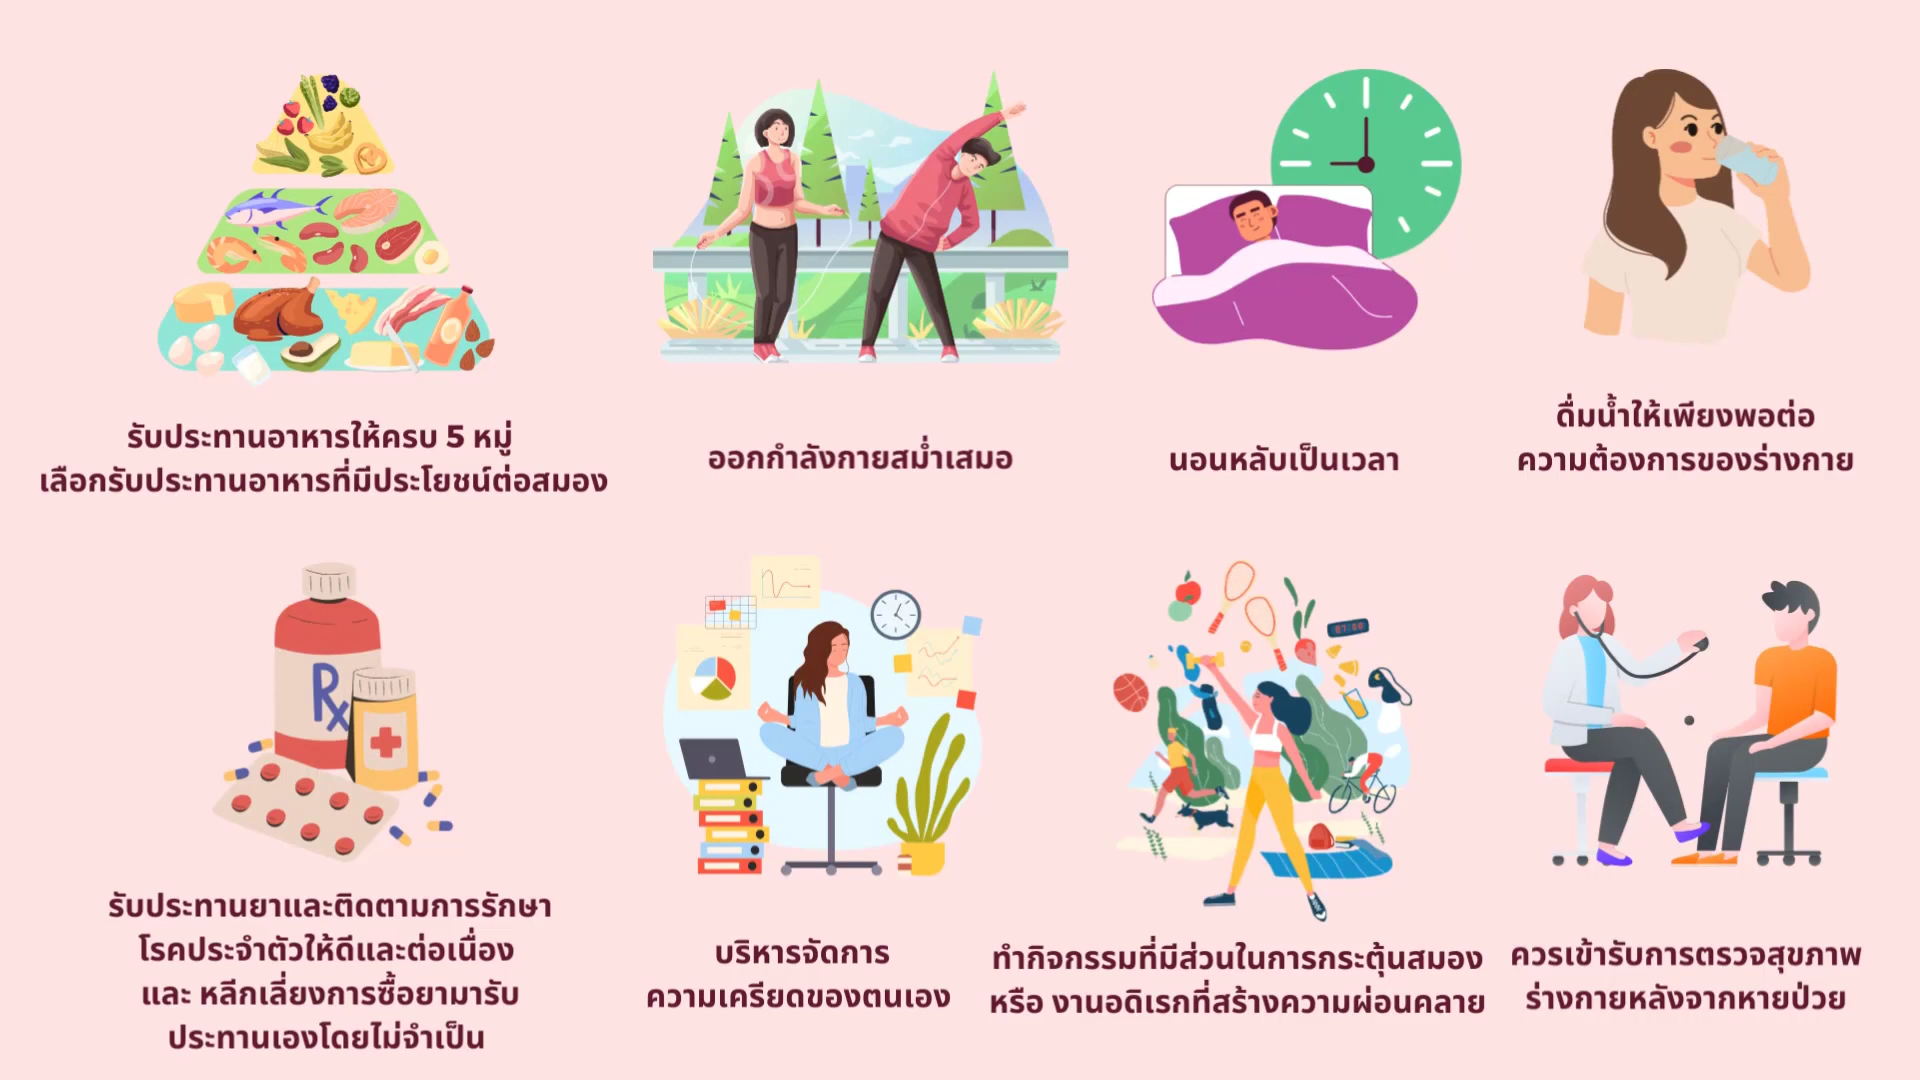 รับประทานอาหารให้ครบ 5 หมู่
เลือกรับประทานอาหารที่มีประโยชน์ต่อสมอง
ออกกำลังกายสม่ำเสมอ
นอนหลับเป็นเวลา
ดื่มน้ำให้เพียงพอต่อ
ความต้องการของร่างกาย
Rx
รับประทานยาและติดตามการรักษา
โรคประจำตัวให้ดีและต่อเนื่อง
และ หลีกเลี่ยงการซื้อยามารับ
ประทานเองโดยไม่จำเป็น
บริหารจัดการ
ความเครียดของตนเอง
07:00
ทำกิจกรรมที่มีส่วนในการกระตุ้นสมอง
หรือ งานอดิเรกที่สร้างความผ่อนคลาย
ควรเข้ารับการตรวจสุขภาพ
ร่างกายหลังจากหายป่วย